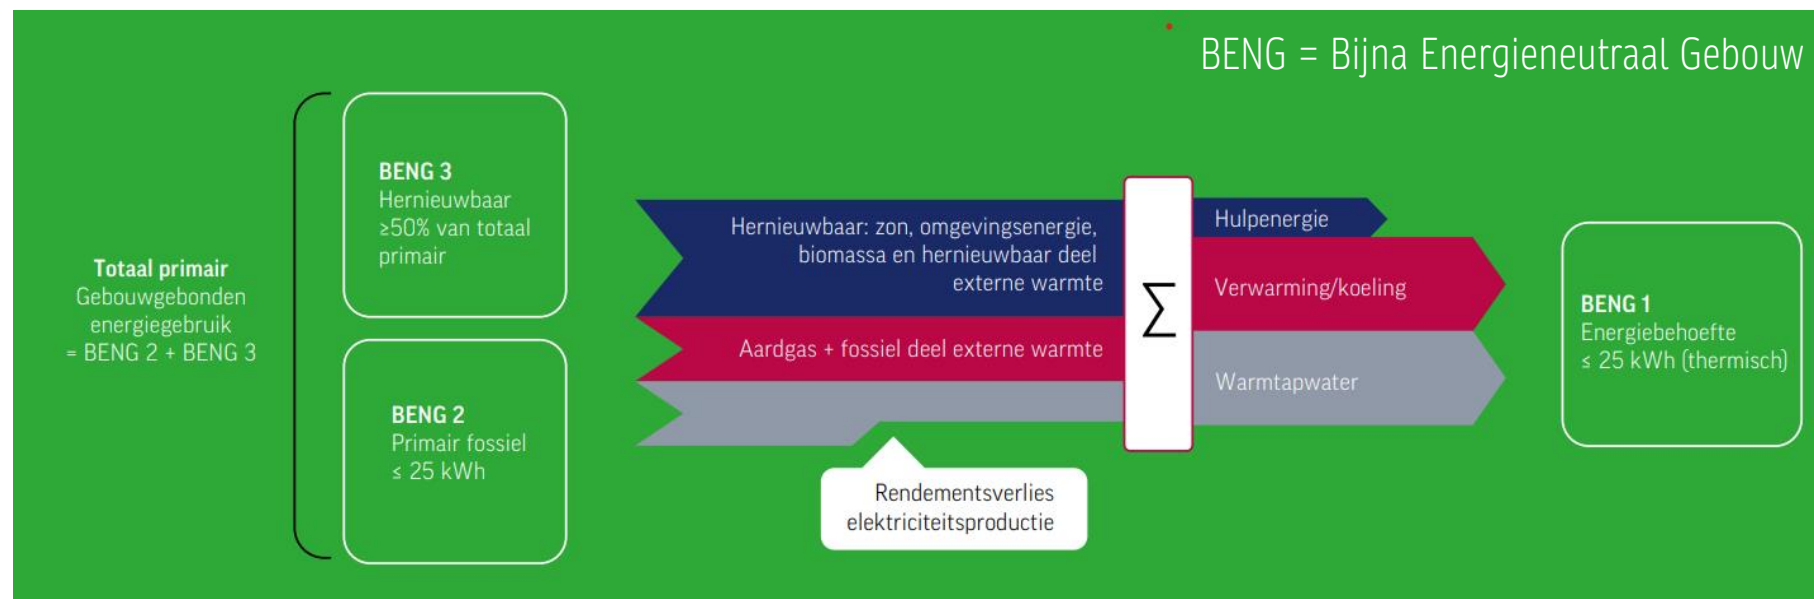 BENG = Bijna Energieneutraal Gebouw
Totaal primair
Gebouwgebonden
energiegebruik
= BENG 2 + BENG 3
BENG 3
Hernieuwbaar
≥50% van totaal
primair
BENG 2
Primair fossiel
≤ 25 kWh
Hernieuwbaar: zon, omgevingsenergie,
biomassa en hernieuwbaar deel
externe warmte
Aardgas + fossiel deel externe warmte
Rendementsverlies
elektriciteitsproductie
∑
Hulpenergie
Verwarming/koeling
Warmtapwater
BENG 1
Energiebehoefte
≤ 25 kWh (thermisch)